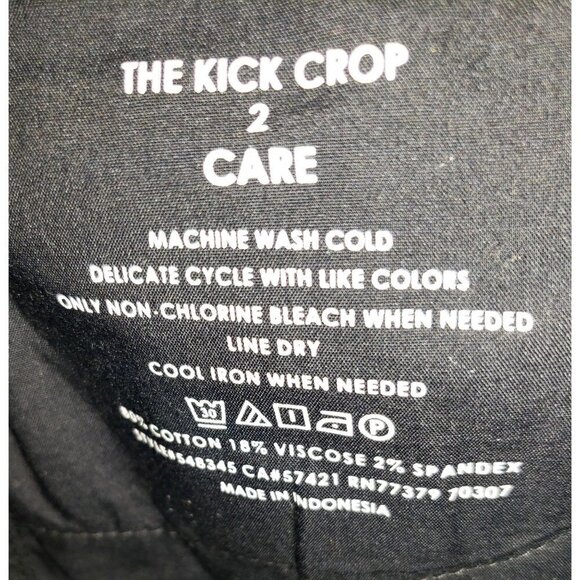 THE KICK CROP
2
CARE
MACHINE WASH COLD
DELICATE CYCLE WITH LIKE COLORS
ONLY NON-CHLORINE BLEACH WHEN NEEDED
LINE DRY
COOL IRON WHEN NEEDED
30 P
COTTON 18% VISCOSE 2% SPANDEX
CA#57421 RN77379 70307
MADE IN INDONESIA